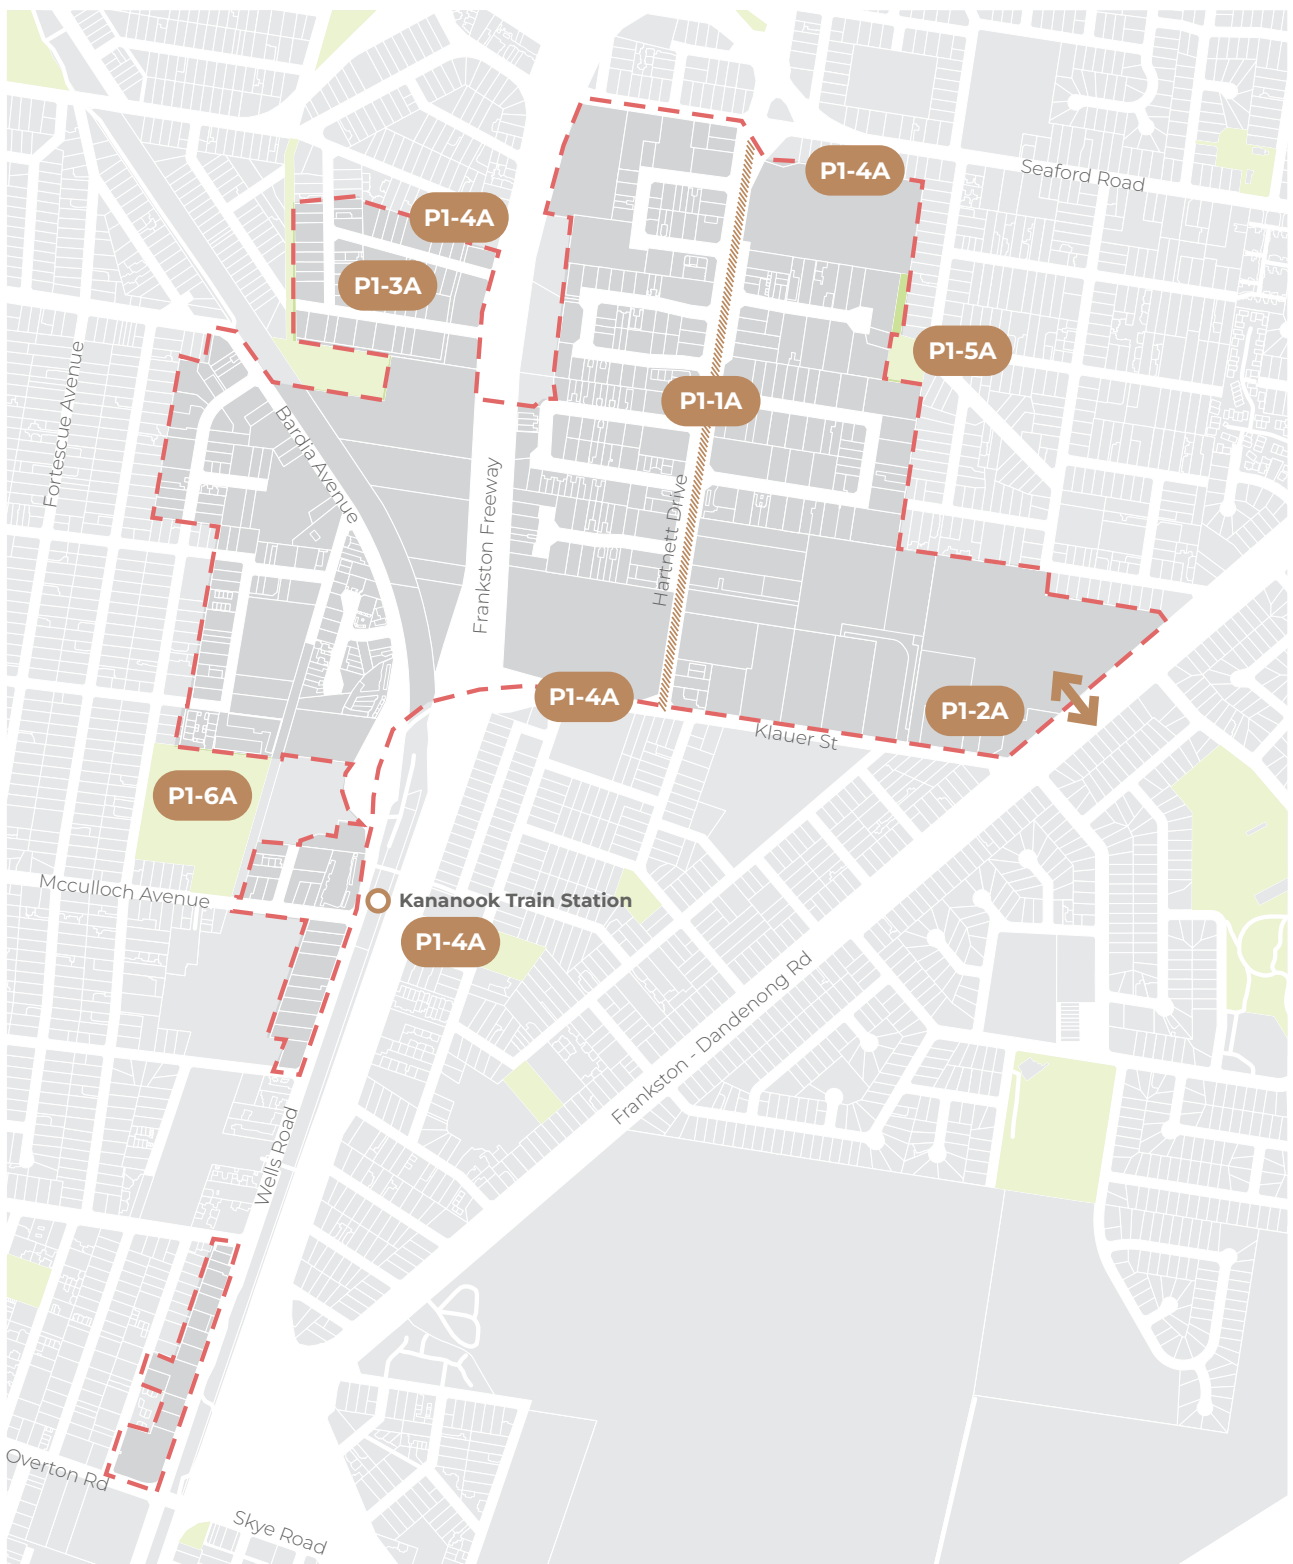 P1-4A
Seaford Road
P1-4A
P1-3A
P1-5A
Fortescue Avenue
P1-1A
Bardia Avenue
Frankston Freeway
Hartnett Drive
P1-4A
P1-2A
Klauer St
P1-6A
Mcculloch Avenue
Kananook Train Station
P1-4A
Frankston - Dandenong Rd
Wells Road
Overton Rd
Skye Road